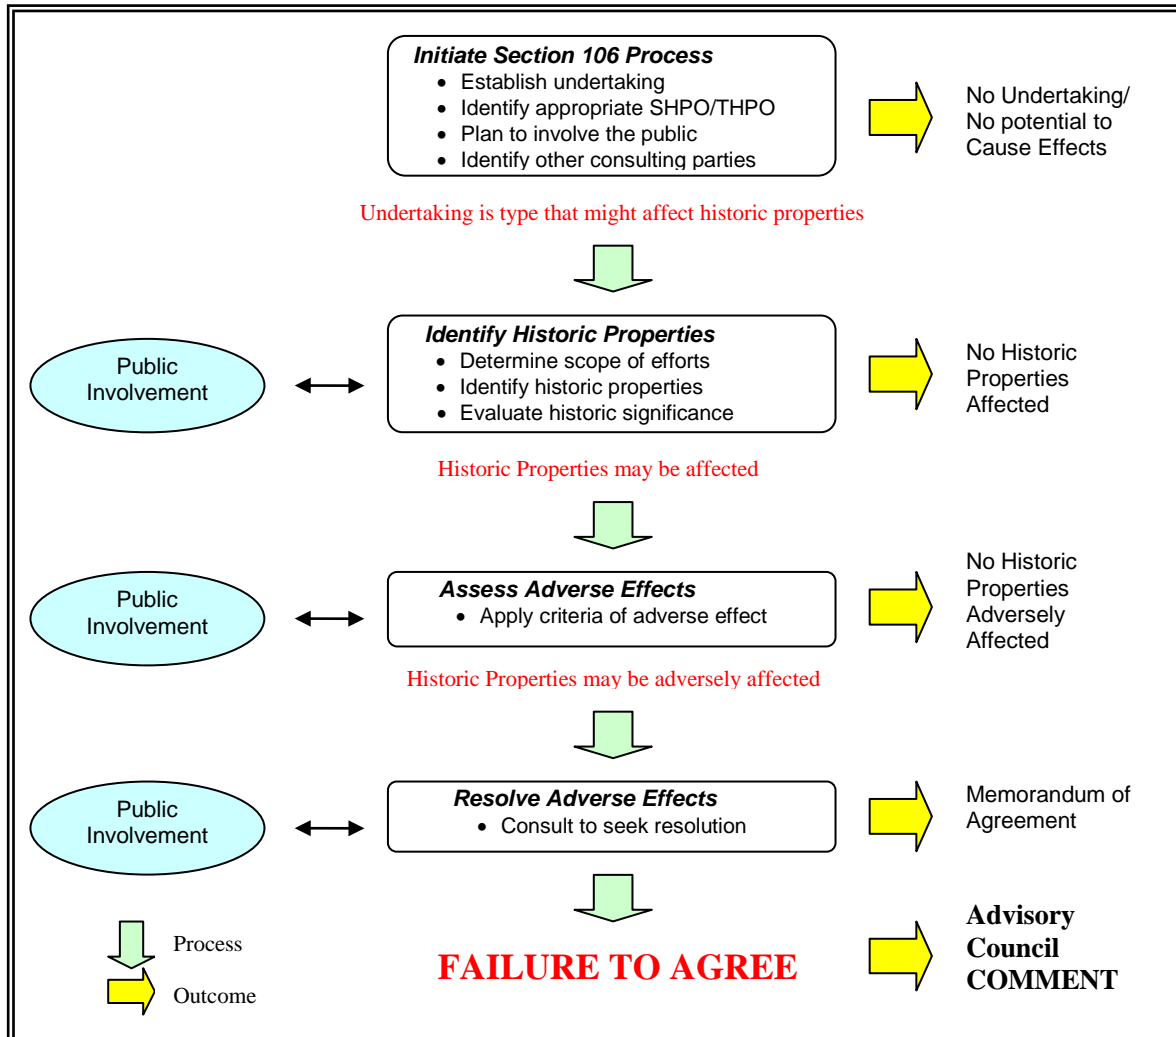 Initiate Section 106 Process
• Establish undertaking
• Identify appropriate SHPO/THPO
• Plan to involve the public
• Identify other consulting parties
No Undertaking/
No potential to
Cause Effects
Undertaking is type that might affect historic properties
Public
Involvement
Identify Historic Properties
• Determine scope of efforts
• Identify historic properties
• Evaluate historic significance
No Historic
Properties
Affected
Historic Properties may be affected
Public
Involvement
Assess Adverse Effects
• Apply criteria of adverse effect
No Historic
Properties
Adversely
Affected
Historic Properties may be adversely affected
Public
Involvement
Resolve Adverse Effects
• Consult to seek resolution
Memorandum of
Agreement
Process
Outcome
FAILURE TO AGREE
Advisory
Council
COMMENT